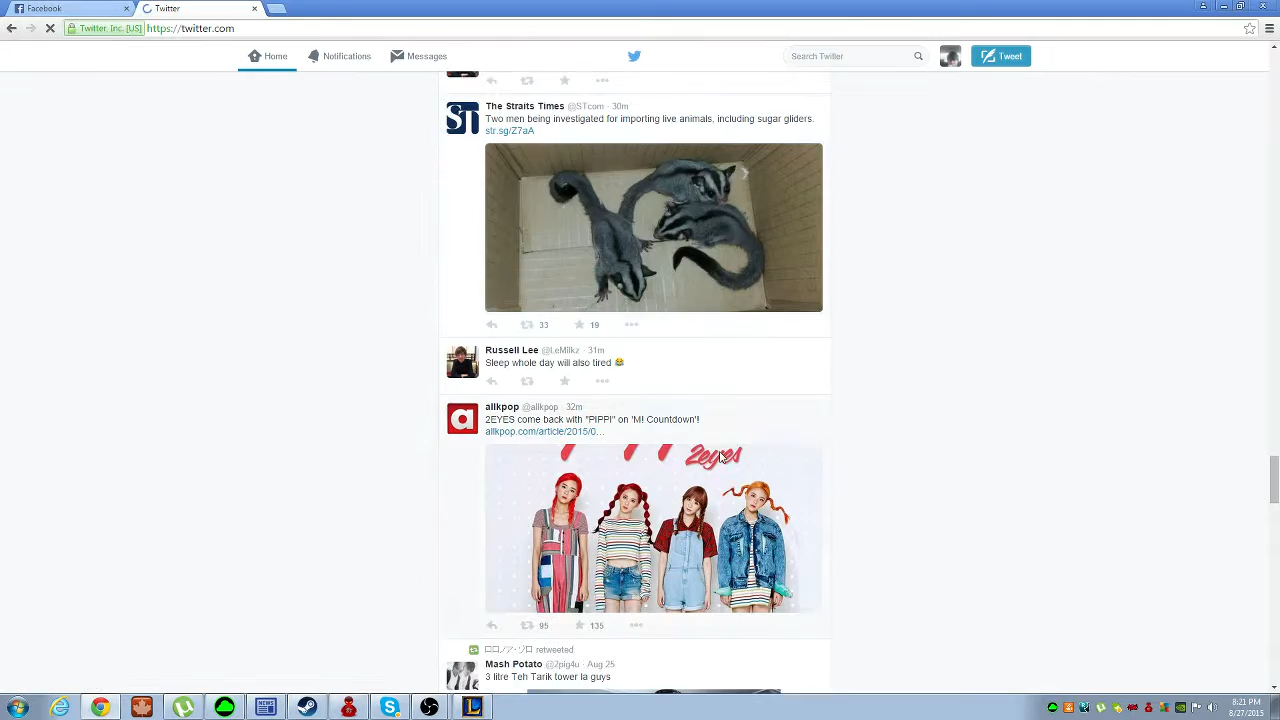 Facebook
Twitter
Twitter, Inc. [US]
https://twitter.com
Home
Notifications
Messages
Search Twitter
Tweet
The Straits Times @STcom · 30m
Two men being investigated for importing live animals, including sugar gliders.
str.sg/Z7aA
33
19
Russell Lee @LeMilkz · 31m
Sleep whole day will also tired 😂
allkpop @allkpop · 32m
2EYES come back with "PIPPI" on 'M! Countdown'!
allkpop.com/article/2015/0...
2eyes
95
135
retweeted
Mash Potato @2pig4u · Aug 25
3 litre Teh Tarik tower la guys
NEWS
8:21 PM
8/27/2015